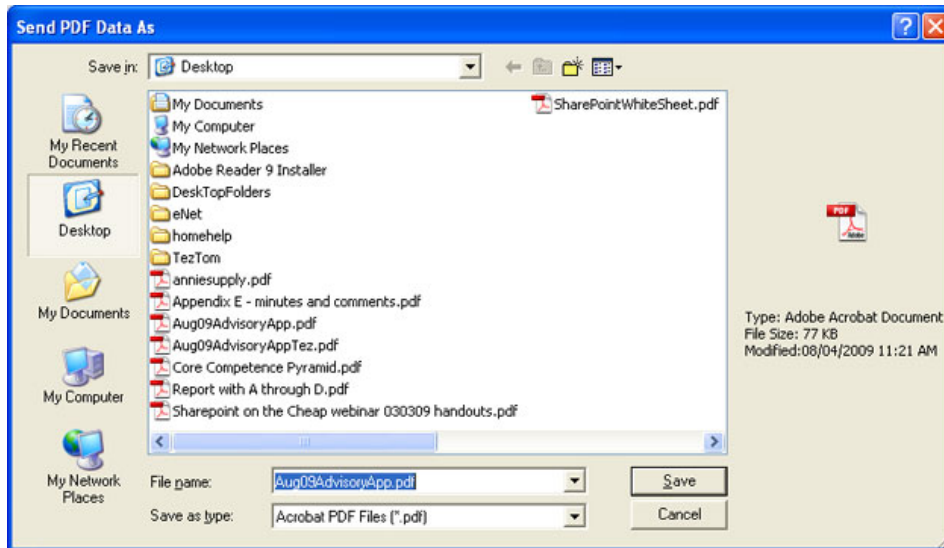 Send PDF Data As
Save in: Desktop
My Recent
Documents
Desktop
My Documents
My Computer
My Network
Places
My Documents
My Computer
My Network Places
Adobe Reader 9 Installer
DeskTopFolders
eNet
homehelp
TezTom
anniesupply.pdf
Appendix E - minutes and comments.pdf
Aug09AdvisoryApp.pdf
Aug09AdvisoryAppTez.pdf
Core Competence Pyramid.pdf
Report with A through D.pdf
Sharepoint on the Cheap webinar 030309 handouts.pdf
SharePointWhiteSheet.pdf
PDF
Adobe
Type: Adobe Acrobat Document
File Size: 77 KB
Modified:08/04/2009 11:21 AM
File name: Aug09AdvisoryApp.pdf Save
Save as type: Acrobat PDF Files (*.pdf) Cancel